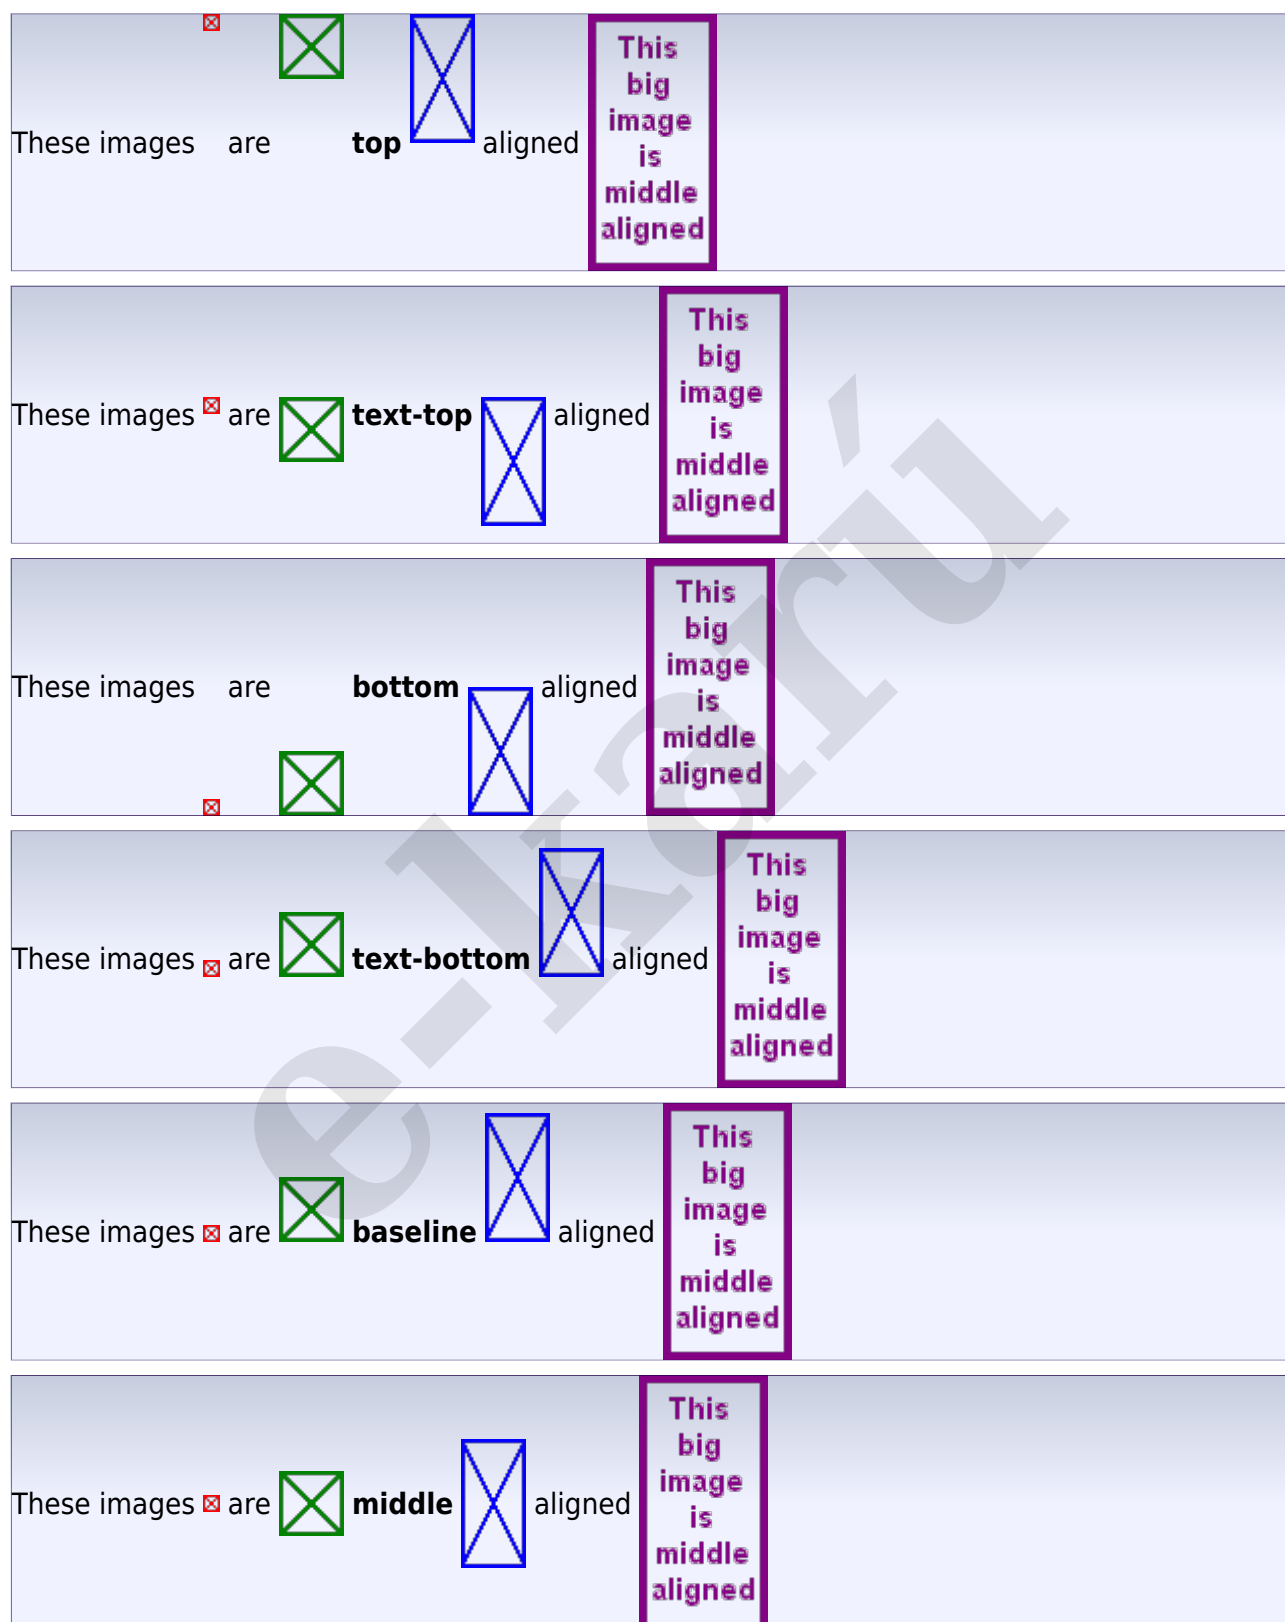 These images are top aligned
This
big
image
is
middle
aligned
These images are text-top aligned
This
big
image
is
middle
aligned
These images are bottom aligned
This
big
image
is
middle
aligned
These images are text-bottom aligned
This
big
image
is
middle
aligned
These images are baseline aligned
This
big
image
is
middle
aligned
These images are middle aligned
This
big
image
is
middle
aligned
e-karú